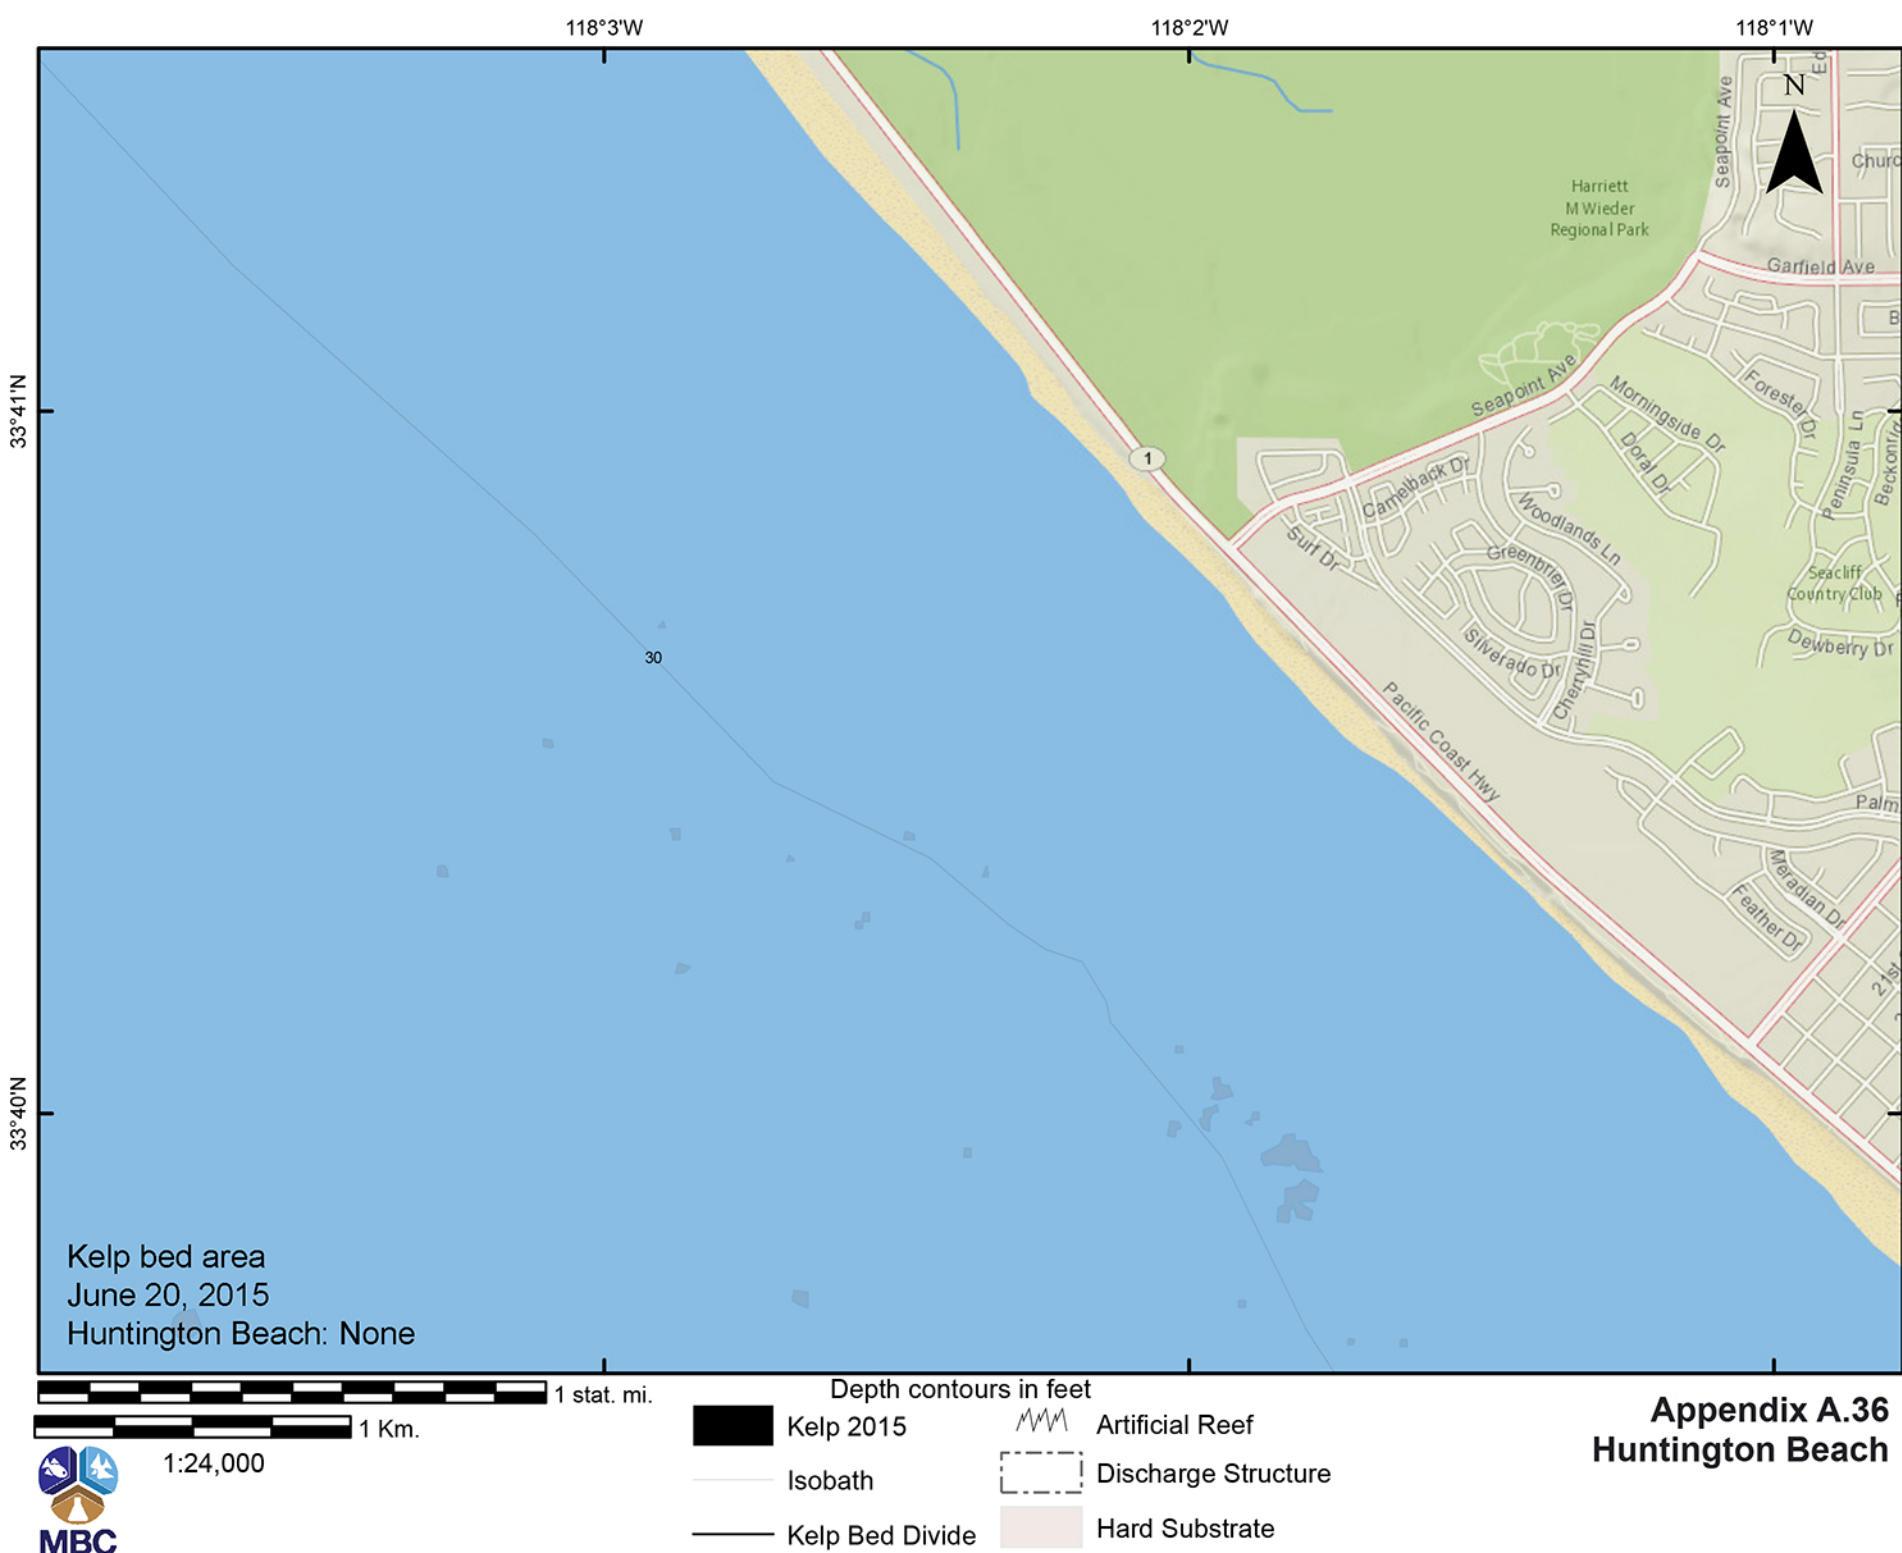 118°3'W
118°2'W
118°1'W
33°41'N
33°40'N
N
Seapoint Ave
Harriett
M Wieder
Regional Park
Garfield Ave
Seapoint Ave
Morningside Dr
Forester Dr
Doral Dr
Peninsula Ln
1
Camelback Dr
Woodlands Ln
Surf Dr
Greenbrier Dr
Seacliff
Country Club
Silverado Dr
Cherryhill Dr
Dewberry Dr
30
Pacific Coast Hwy
Palm
Meradian Dr
Feather Dr
21st
Kelp bed area
June 20, 2015
Huntington Beach: None
1 stat. mi.
1 Km.
1:24,000
MBC
Depth contours in feet
Kelp 2015
Isobath
Kelp Bed Divide
Artificial Reef
Discharge Structure
Hard Substrate
Appendix A.36
Huntington Beach